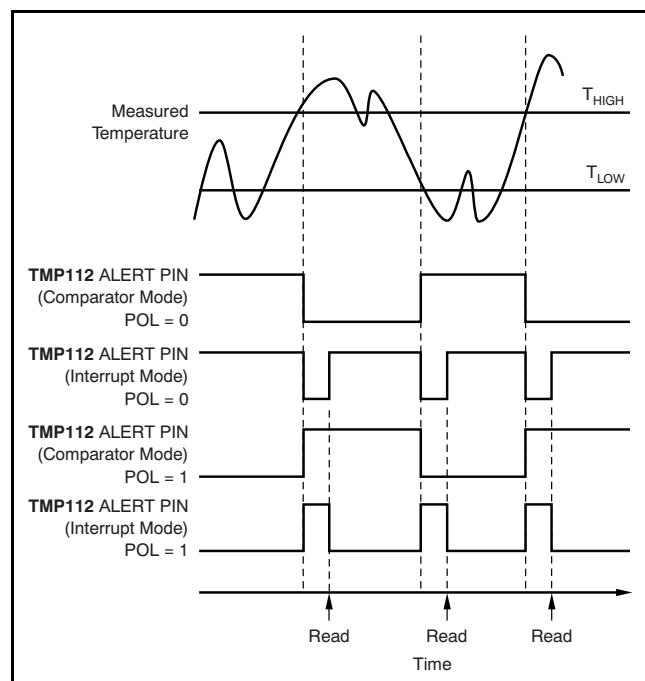 Measured
Temperature
THIGH
TLOW
TMP112 ALERT PIN
(Comparator Mode)
POL = 0
TMP112 ALERT PIN
(Interrupt Mode)
POL = 0
TMP112 ALERT PIN
(Comparator Mode)
POL = 1
TMP112 ALERT PIN
(Interrupt Mode)
POL = 1
Read
Read
Read
Time